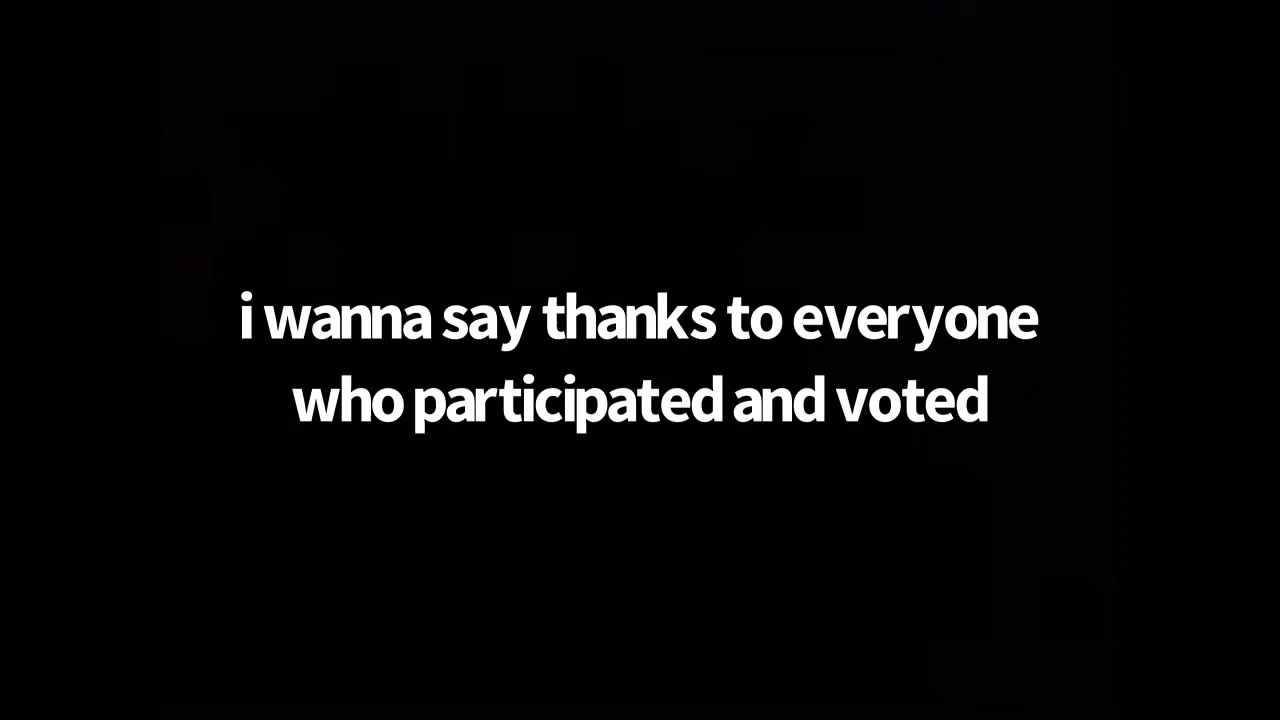 i wanna say thanks to everyone
who participated and voted